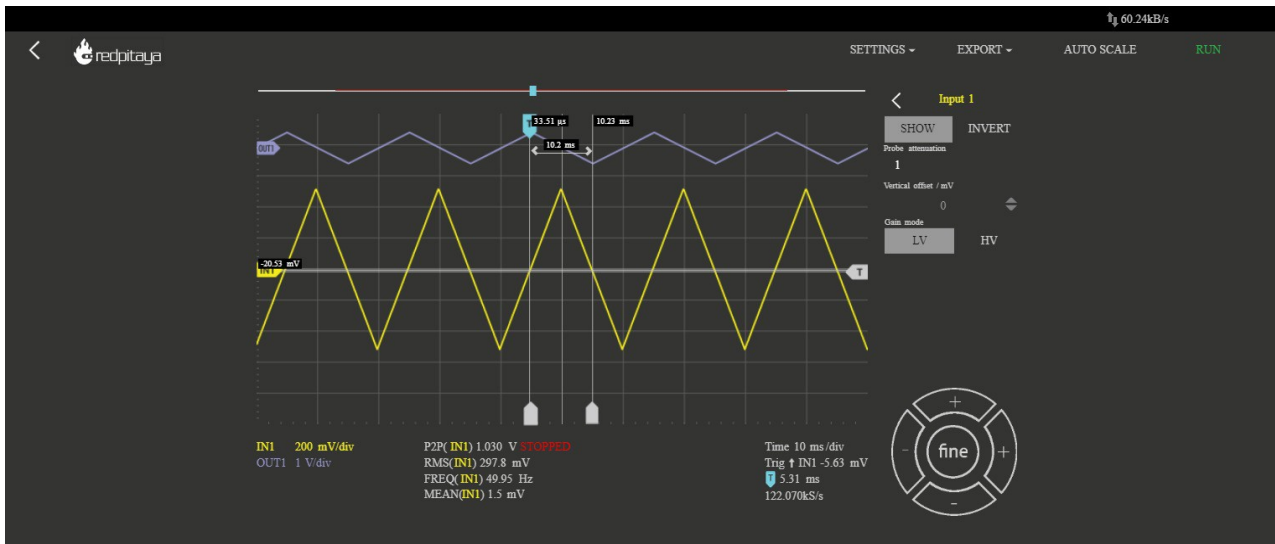 60.24kB/s
redpitaya
SETTINGS EXPORT AUTO SCALE RUN
Input 1
SHOW INVERT
Probe attenuation
1
Vertical offset / mV
0
Gain mode
LV HV
T 33.51 µs 10.23 ms
OUT1
10.2 ms
-20.53 mV
IN1
T
IN1 200 mV/div
OUT1 1 V/div
P2P( IN1) 1.030 V STOPPED
RMS(IN1) 297.8 mV
FREQ( IN1) 49.95 Hz
MEAN(IN1) 1.5 mV
Time 10 ms/div
Trig ↑ IN1 -5.63 mV
T 5.31 ms
122.070kS/s
+
- fine +
-